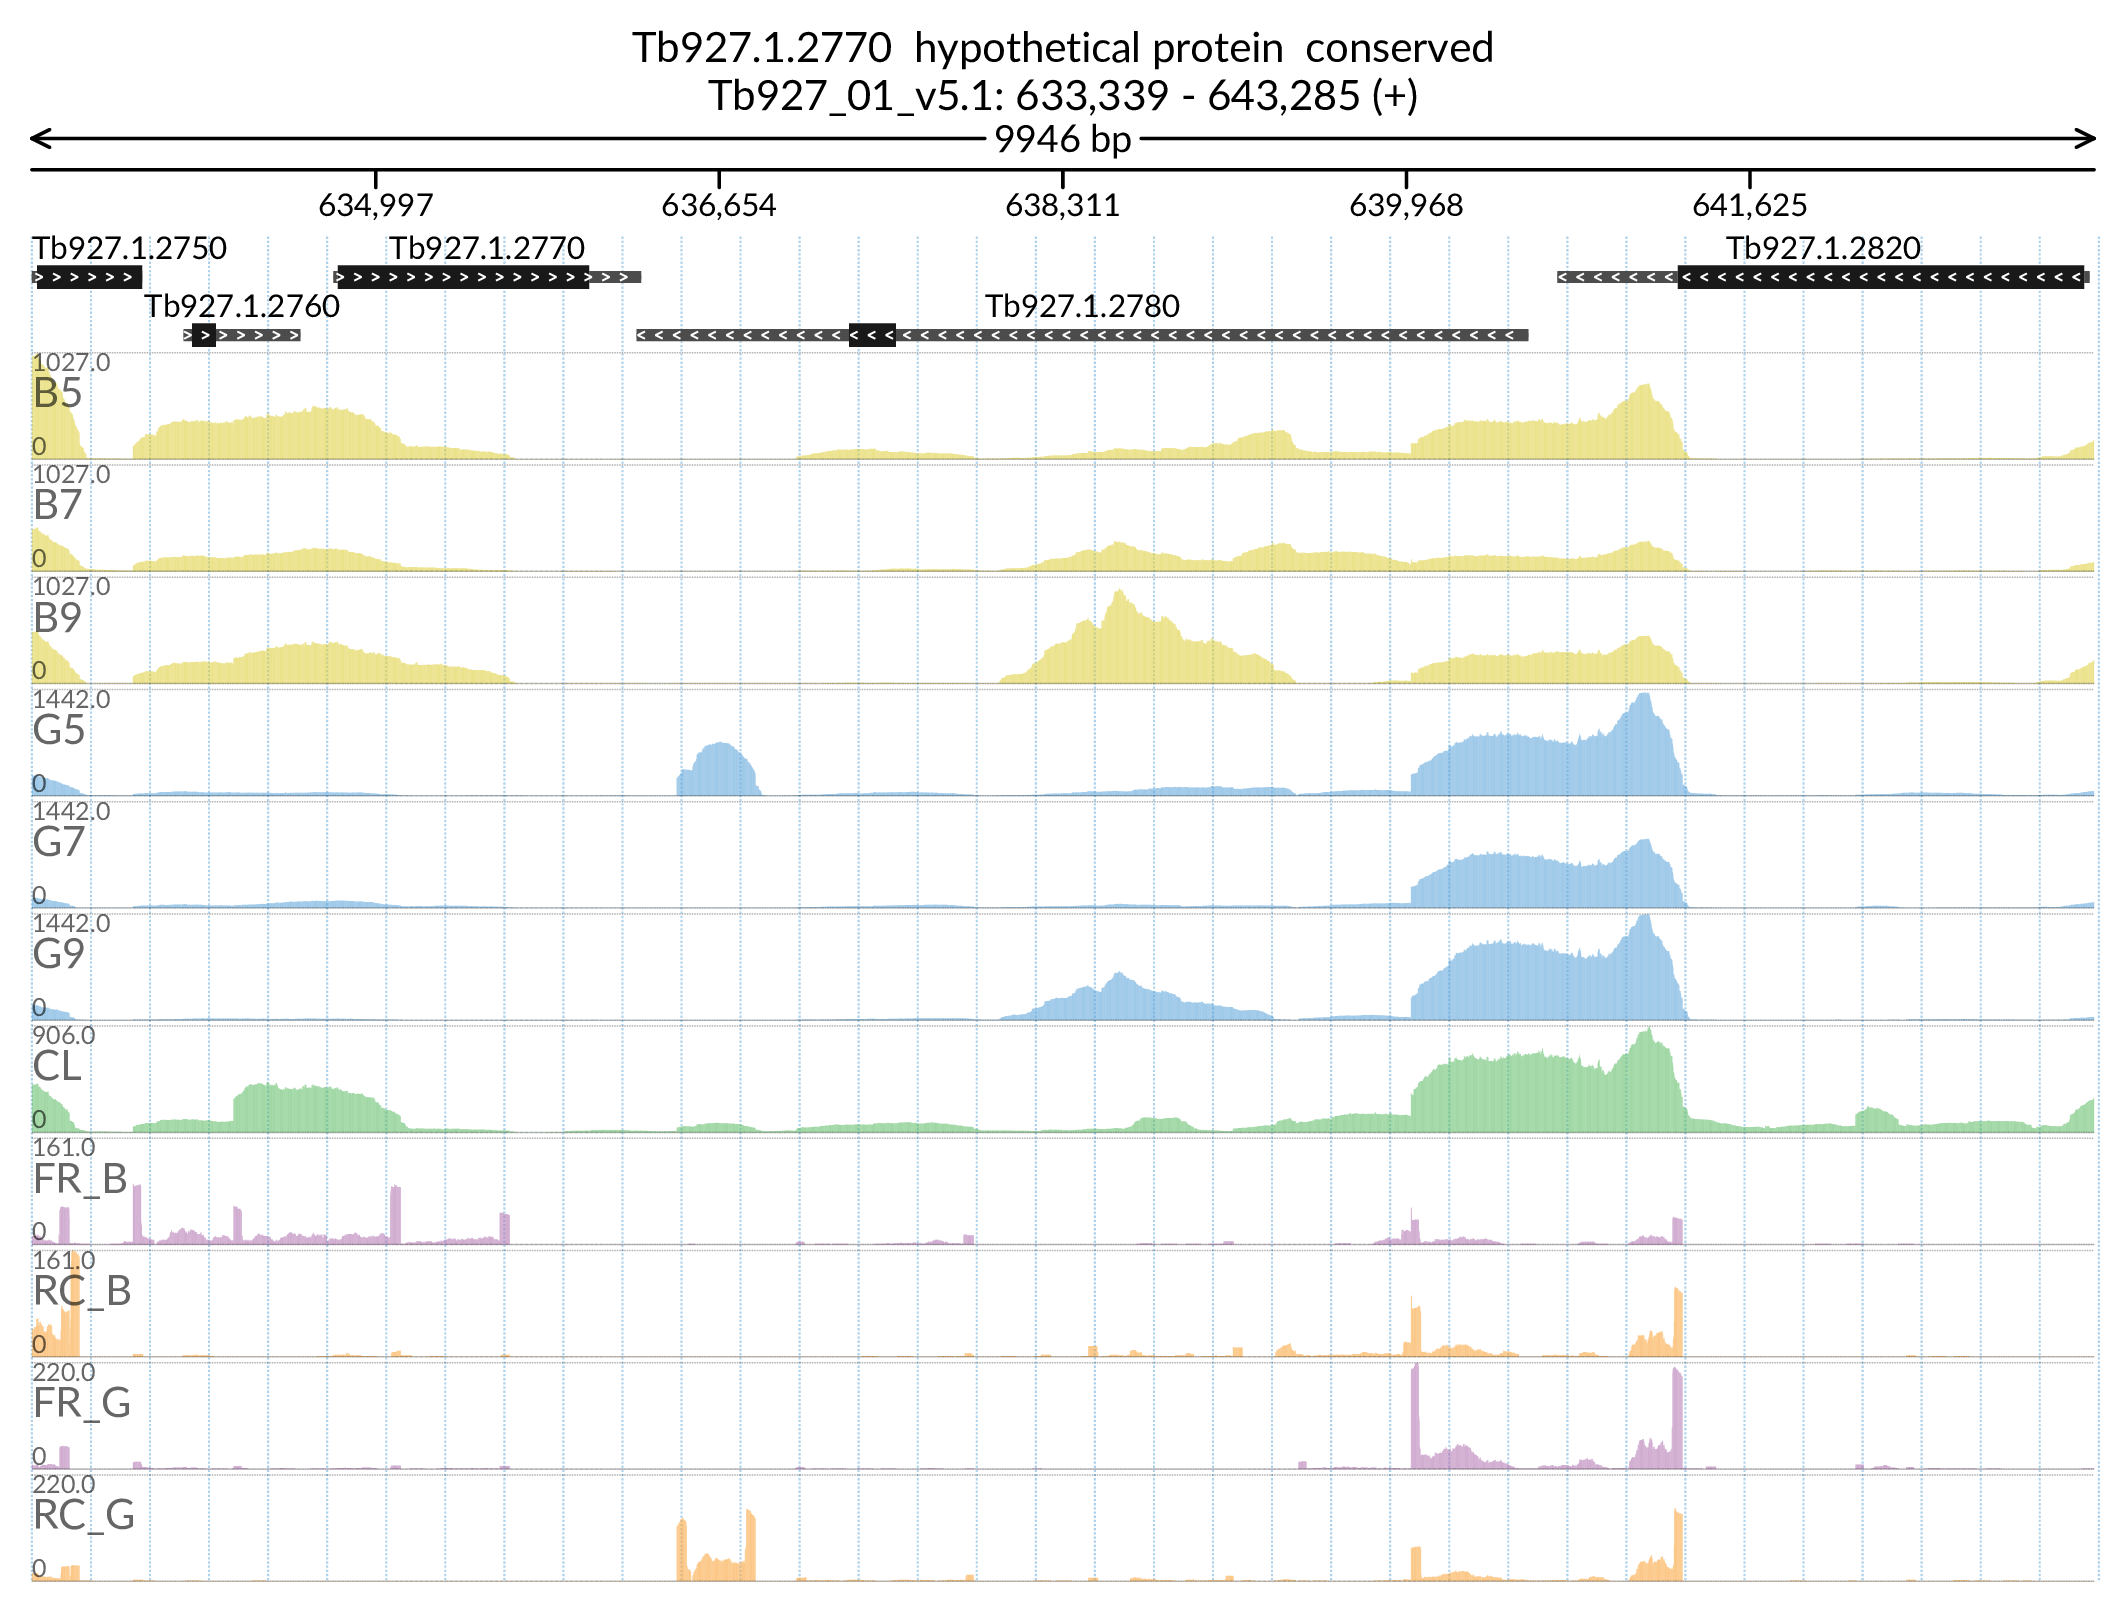 Tb927.1.2770  hypothetical protein  conserved
Tb927_01_v5.1: 633,339 - 643,285 (+)
9946 bp
634,997 636,654 638,311 639,968 641,625
Tb927.1.2750 Tb927.1.2770 Tb927.1.2820
Tb927.1.2760 Tb927.1.2780
1027.0
B5
0
1027.0
B7
0
1027.0
B9
0
1442.0
G5
0
1442.0
G7
0
1442.0
G9
0
906.0
CL
0
161.0
FR_B
0
161.0
RC_B
0
220.0
FR_G
0
220.0
RC_G
0